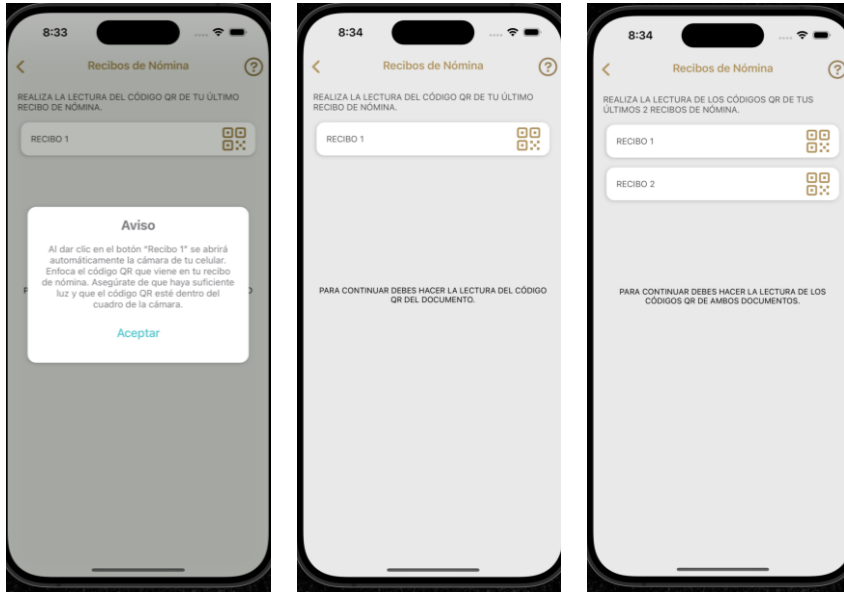 8:33
Recibos de Nómina
?
REALIZA LA LECTURA DEL CÓDIGO QR DE TU ÚLTIMO
RECIBO DE NÓMINA.
RECIBO 1
Aviso
Al dar clic en el botón "Recibo 1" se abrirá
automáticamente la cámara de tu celular.
Enfoca el código QR que viene en tu recibo
de nómina. Asegúrate de que haya suficiente
luz y que el código QR esté dentro del
cuadro de la cámara.
Aceptar
8:34
Recibos de Nómina
?
REALIZA LA LECTURA DEL CÓDIGO QR DE TU ÚLTIMO
RECIBO DE NÓMINA.
RECIBO 1
PARA CONTINUAR DEBES HACER LA LECTURA DEL CÓDIGO
QR DEL DOCUMENTO.
8:34
Recibos de Nómina
?
REALIZA LA LECTURA DE LOS CÓDIGOS QR DE TUS
ÚLTIMOS 2 RECIBOS DE NÓMINA.
RECIBO 1
RECIBO 2
PARA CONTINUAR DEBES HACER LA LECTURA DE LOS
CÓDIGOS QR DE AMBOS DOCUMENTOS.